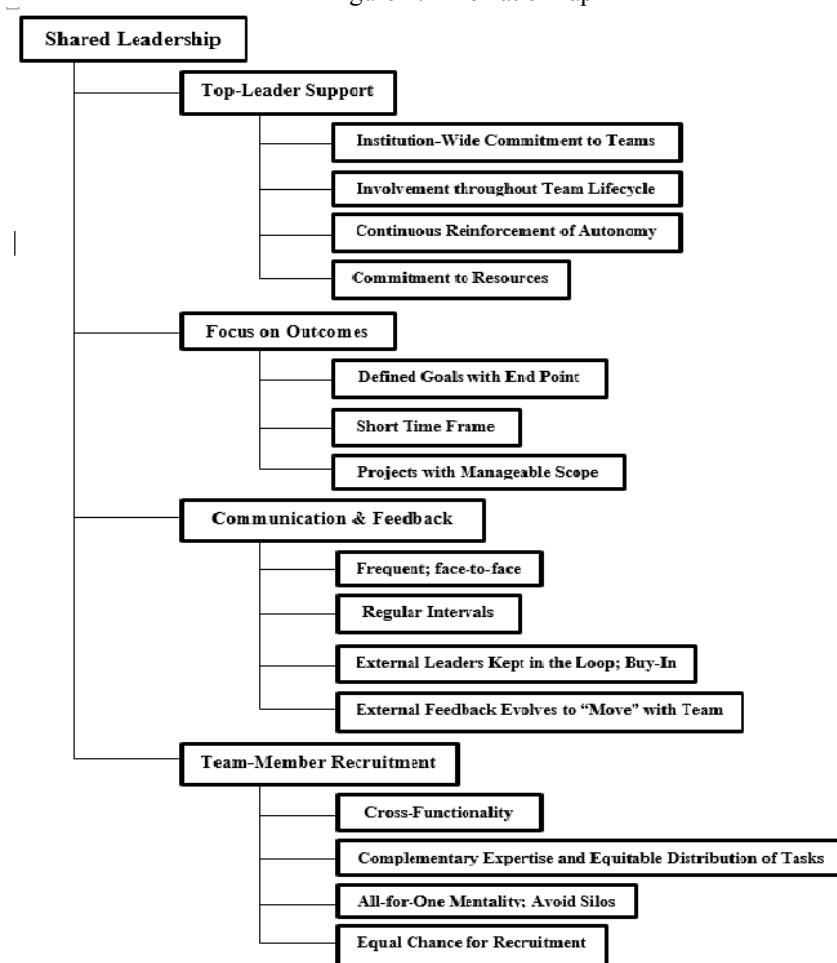 Shared Leadership
Top-Leader Support
Institution-Wide Commitment to Teams
Involvement throughout Team Lifecycle
Continuous Reinforcement of Autonomy
Commitment to Resources
Focus on Outcomes
Defined Goals with End Point
Short Time Frame
Projects with Manageable Scope
Communication & Feedback
Frequent; face-to-face
Regular Intervals
External Leaders Kept in the Loop; Buy-In
External Feedback Evolves to “Move” with Team
Team-Member Recruitment
Cross-Functionality
Complementary Expertise and Equitable Distribution of Tasks
All-for-One Mentality; Avoid Silos
Equal Chance for Recruitment